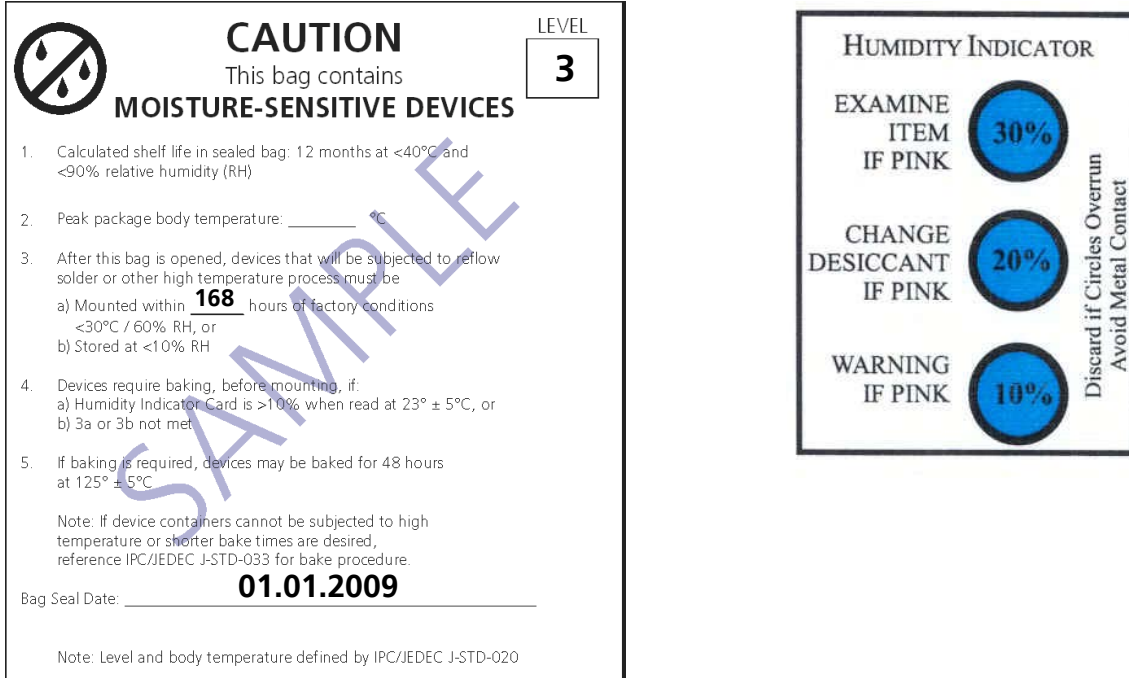 CAUTION
This bag contains
MOISTURE-SENSITIVE DEVICES
LEVEL
3
1. Calculated shelf life in sealed bag: 12 months at <40°C and
<90% relative humidity (RH)
2. Peak package body temperature: ________ °C
3. After this bag is opened, devices that will be subjected to reflow
solder or other high temperature process must be
a) Mounted within 168 hours of factory conditions
<30°C / 60% RH, or
b) Stored at <10% RH
4. Devices require baking, before mounting, if:
a) Humidity Indicator Card is >10% when read at 23° ± 5°C, or
b) 3a or 3b not met
5. If baking is required, devices may be baked for 48 hours
at 125° ± 5°C
Note: If device containers cannot be subjected to high
temperature or shorter bake times are desired,
reference IPC/JEDEC J-STD-033 for bake procedure.
Bag Seal Date: 01.01.2009
Note: Level and body temperature defined by IPC/JEDEC J-STD-020
SAMPLE
HUMIDITY INDICATOR
EXAMINE
ITEM
IF PINK
30%
CHANGE
DESICCANT
IF PINK
20%
WARNING
IF PINK
10%
Discard if Circles Overrun
Avoid Metal Contact